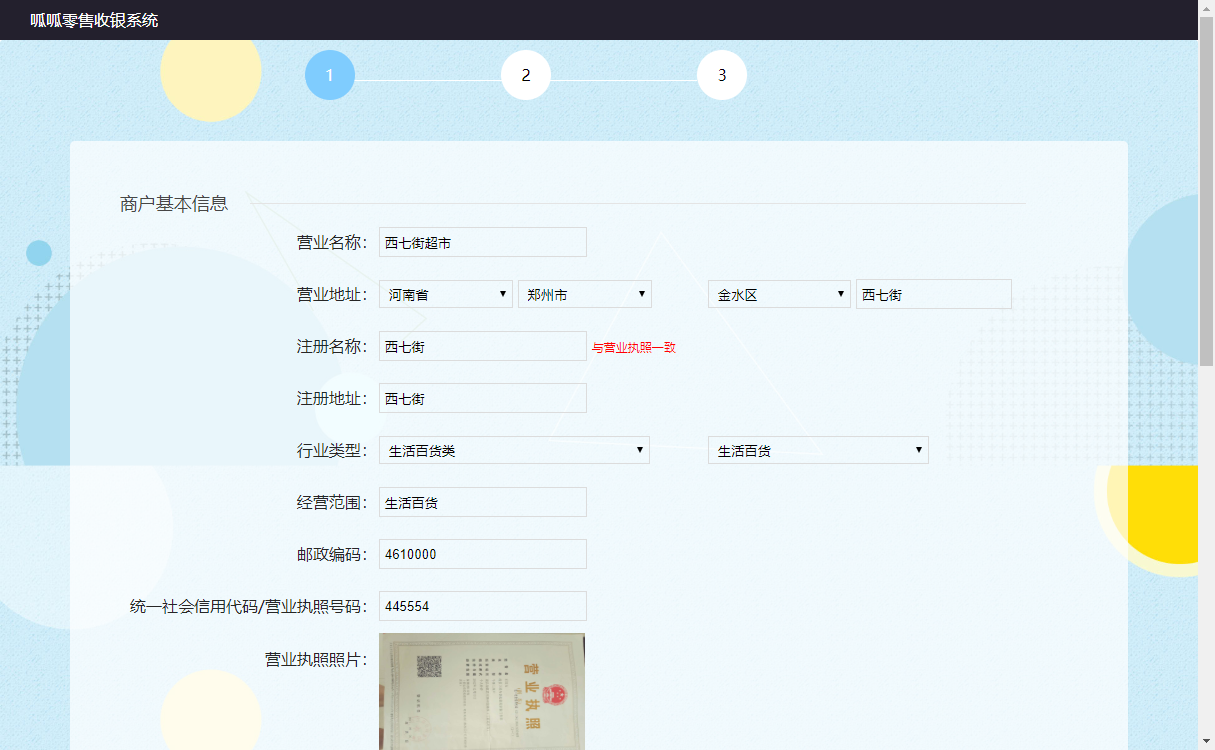 呱呱零售收银系统
1 2 3
商户基本信息
营业名称： 西七街超市
营业地址： 河南省 郑州市 金水区 西七街
注册名称： 西七街 与营业执照一致
注册地址： 西七街
行业类型： 生活百货类 生活百货
经营范围： 生活百货
邮政编码： 4610000
统一社会信用代码/营业执照号码： 445554
营业执照照片：
营业执照